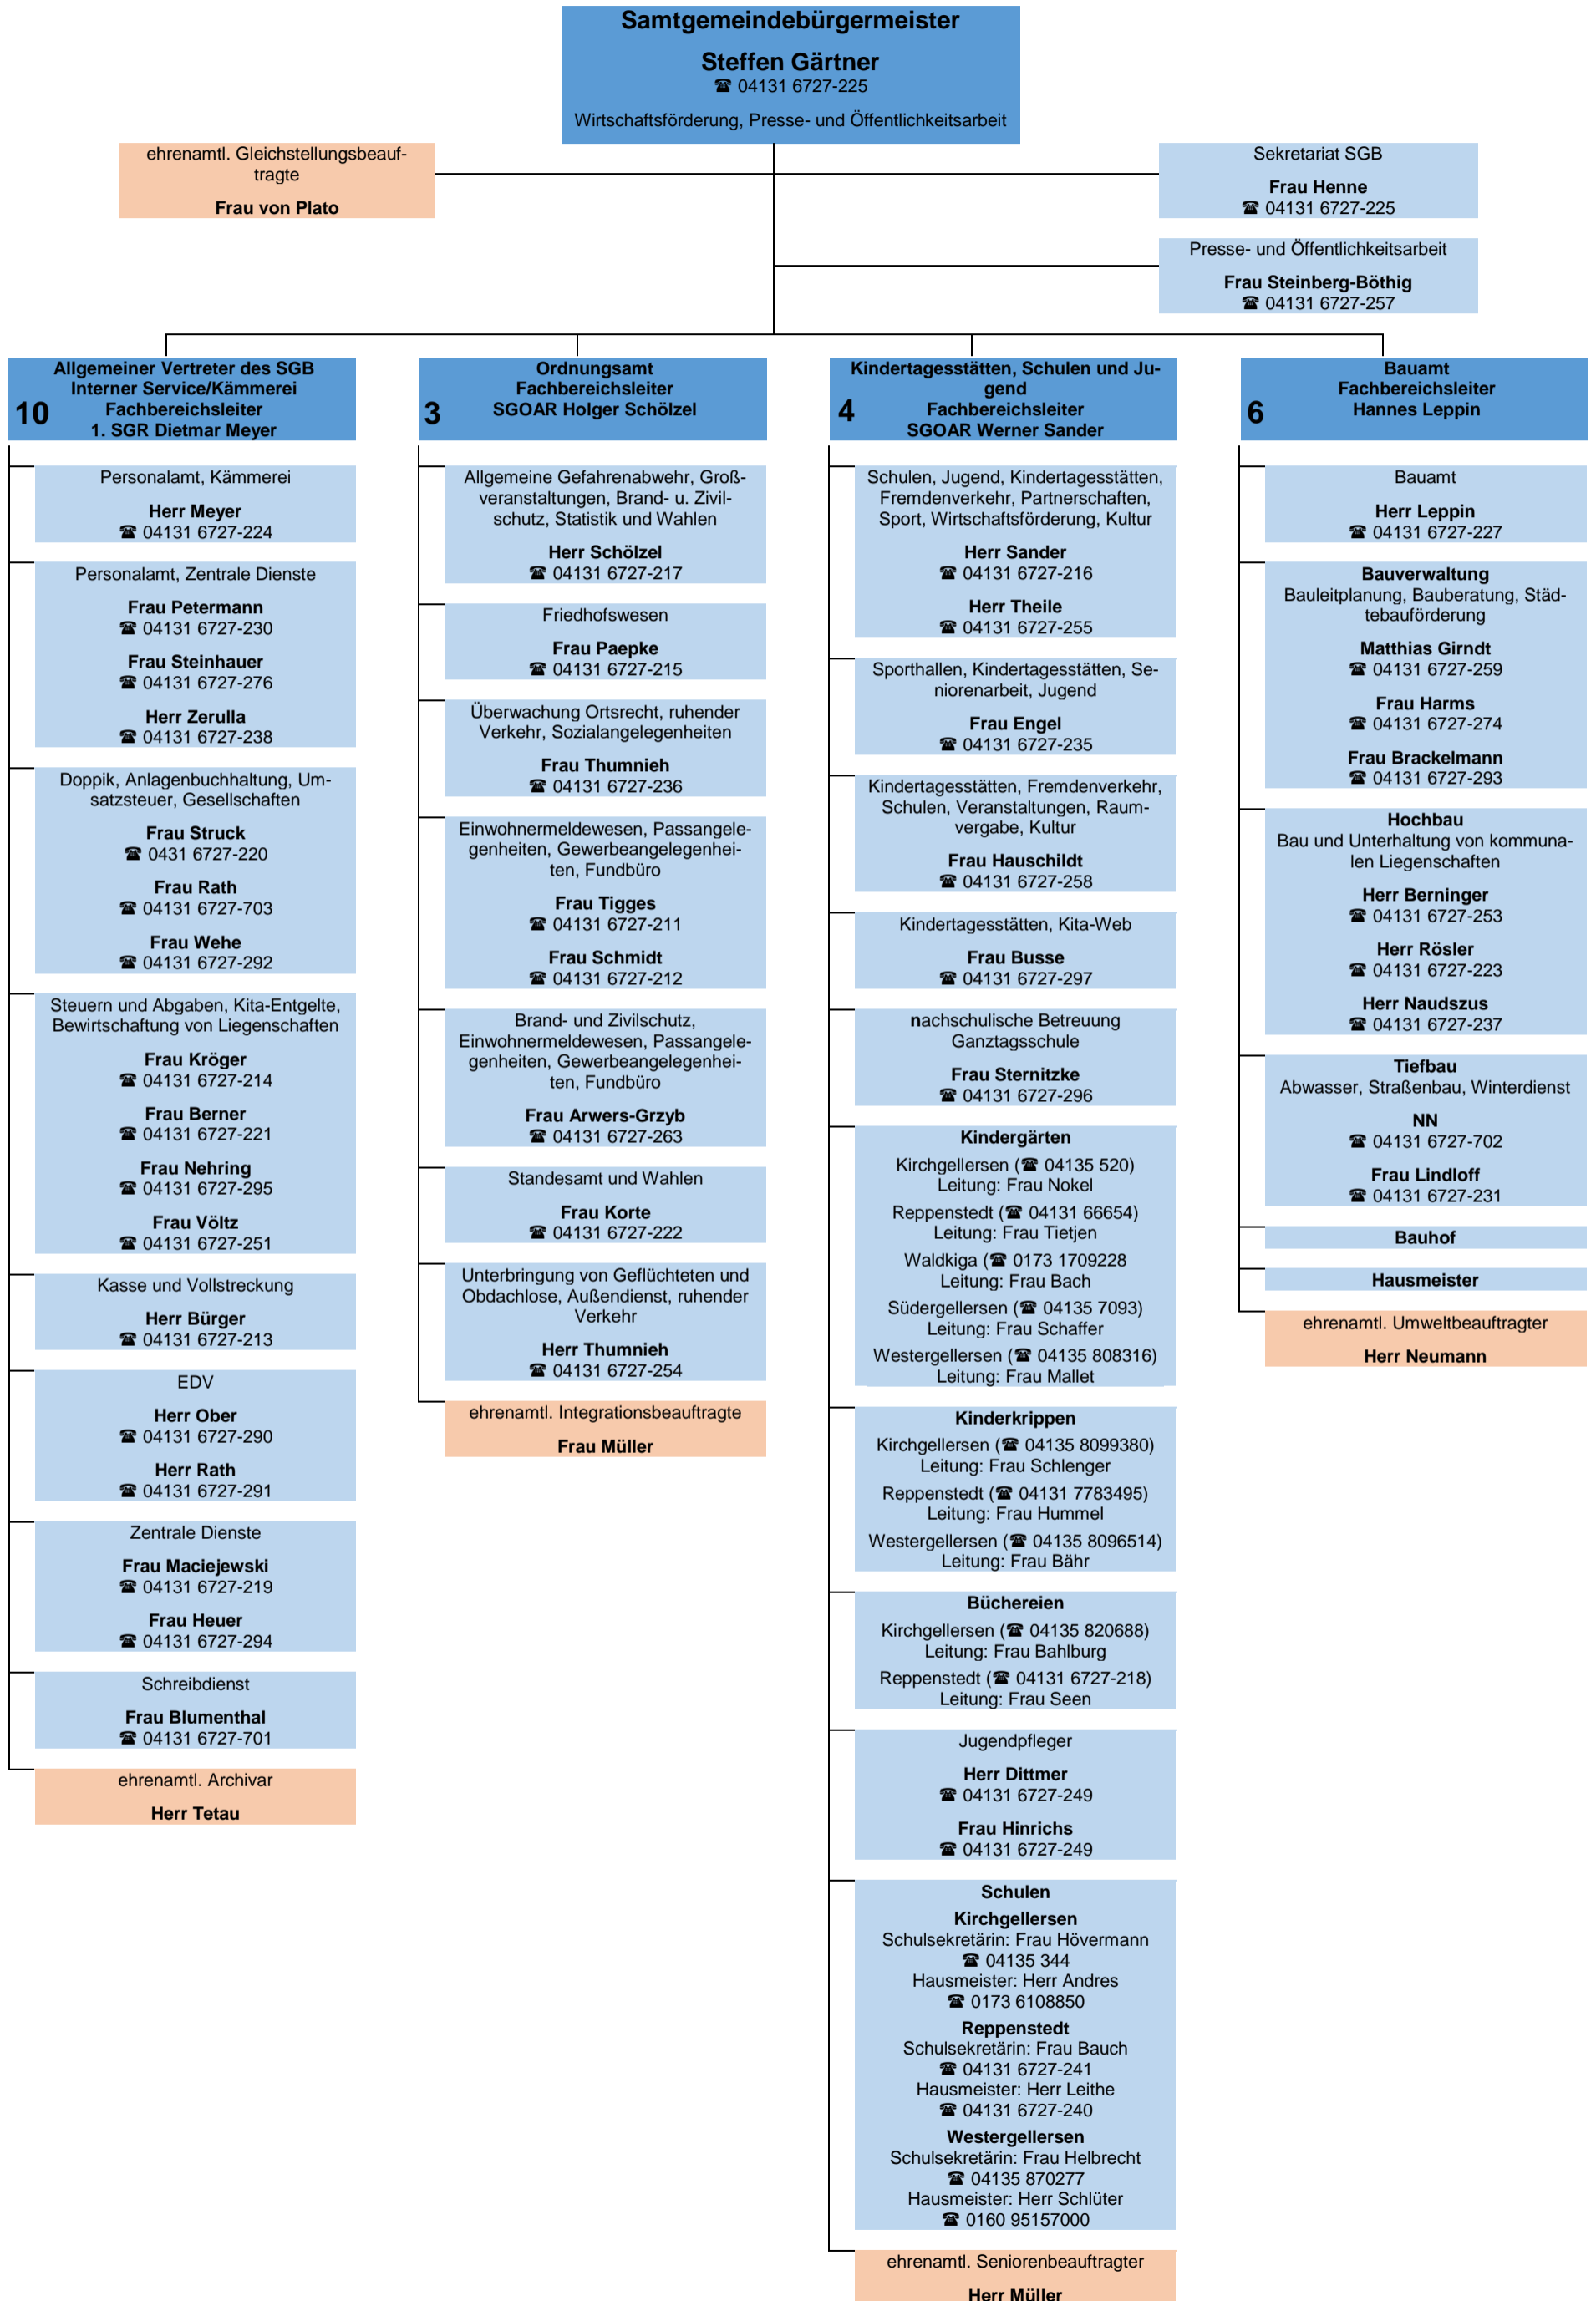 Samtgemeindebürgermeister
Steffen Gärtner
☎ 04131 6727-225
Wirtschaftsförderung, Presse- und Öffentlichkeitsarbeit
ehrenamtl. Gleichstellungsbeauf-
tragte
Frau von Plato
Sekretariat SGB
Frau Henne
☎ 04131 6727-225
Presse- und Öffentlichkeitsarbeit
Frau Steinberg-Böthig
☎ 04131 6727-257
Allgemeiner Vertreter des SGB
Interner Service/Kämmerei
10 Fachbereichsleiter
1. SGR Dietmar Meyer
Personalamt, Kämmerei
Herr Meyer
☎ 04131 6727-224
Personalamt, Zentrale Dienste
Frau Petermann
☎ 04131 6727-230
Frau Steinhauer
☎ 04131 6727-276
Herr Zerulla
☎ 04131 6727-238
Doppik, Anlagenbuchhaltung, Um-
satzsteuer, Gesellschaften
Frau Struck
☎ 0431 6727-220
Frau Rath
☎ 04131 6727-703
Frau Wehe
☎ 04131 6727-292
Steuern und Abgaben, Kita-Entgelte,
Bewirtschaftung von Liegenschaften
Frau Kröger
☎ 04131 6727-214
Frau Berner
☎ 04131 6727-221
Frau Nehring
☎ 04131 6727-295
Frau Völtz
☎ 04131 6727-251
Kasse und Vollstreckung
Herr Bürger
☎ 04131 6727-213
EDV
Herr Ober
☎ 04131 6727-290
Herr Rath
☎ 04131 6727-291
Zentrale Dienste
Frau Maciejewski
☎ 04131 6727-219
Frau Heuer
☎ 04131 6727-294
Schreibdienst
Frau Blumenthal
☎ 04131 6727-701
ehrenamtl. Archivar
Herr Tetau
Ordnungsamt
Fachbereichsleiter
3 SGOAR Holger Schölzel
Allgemeine Gefahrenabwehr, Groß-
veranstaltungen, Brand- u. Zivil-
schutz, Statistik und Wahlen
Herr Schölzel
☎ 04131 6727-217
Friedhofswesen
Frau Paepke
☎ 04131 6727-215
Überwachung Ortsrecht, ruhender
Verkehr, Sozialangelegenheiten
Frau Thumnieh
☎ 04131 6727-236
Einwohnermeldewesen, Passangele-
genheiten, Gewerbeangelegenhei-
ten, Fundbüro
Frau Tigges
☎ 04131 6727-211
Frau Schmidt
☎ 04131 6727-212
Brand- und Zivilschutz,
Einwohnermeldewesen, Passangele-
genheiten, Gewerbeangelegenhei-
ten, Fundbüro
Frau Arwers-Grzyb
☎ 04131 6727-263
Standesamt und Wahlen
Frau Korte
☎ 04131 6727-222
Unterbringung von Geflüchteten und
Obdachlose, Außendienst, ruhender
Verkehr
Herr Thumnieh
☎ 04131 6727-254
ehrenamtl. Integrationsbeauftragte
Frau Müller
Kindertagesstätten, Schulen und Ju-
gend
4 Fachbereichsleiter
SGOAR Werner Sander
Schulen, Jugend, Kindertagesstätten,
Fremdenverkehr, Partnerschaften,
Sport, Wirtschaftsförderung, Kultur
Herr Sander
☎ 04131 6727-216
Herr Theile
☎ 04131 6727-255
Sporthallen, Kindertagesstätten, Se-
niorenarbeit, Jugend
Frau Engel
☎ 04131 6727-235
Kindertagesstätten, Fremdenverkehr,
Schulen, Veranstaltungen, Raum-
vergabe, Kultur
Frau Hauschildt
☎ 04131 6727-258
Kindertagesstätten, Kita-Web
Frau Busse
☎ 04131 6727-297
nachschulische Betreuung
Ganztagsschule
Frau Sternitzke
☎ 04131 6727-296
Kindergärten
Kirchgellersen (☎ 04135 520)
Leitung: Frau Nokel
Reppenstedt (☎ 04131 66654)
Leitung: Frau Tietjen
Waldkiga (☎ 0173 1709228
Leitung: Frau Bach
Südergellersen (☎ 04135 7093)
Leitung: Frau Schaffer
Westergellersen (☎ 04135 808316)
Leitung: Frau Mallet
Kinderkrippen
Kirchgellersen (☎ 04135 8099380)
Leitung: Frau Schlenger
Reppenstedt (☎ 04131 7783495)
Leitung: Frau Hummel
Westergellersen (☎ 04135 8096514)
Leitung: Frau Bähr
Büchereien
Kirchgellersen (☎ 04135 820688)
Leitung: Frau Bahlburg
Reppenstedt (☎ 04131 6727-218)
Leitung: Frau Seen
Jugendpfleger
Herr Dittmer
☎ 04131 6727-249
Frau Hinrichs
☎ 04131 6727-249
Schulen
Kirchgellersen
Schulsekretärin: Frau Hövermann
☎ 04135 344
Hausmeister: Herr Andres
☎ 0173 6108850
Reppenstedt
Schulsekretärin: Frau Bauch
☎ 04131 6727-241
Hausmeister: Herr Leithe
☎ 04131 6727-240
Westergellersen
Schulsekretärin: Frau Helbrecht
☎ 04135 870277
Hausmeister: Herr Schlüter
☎ 0160 95157000
ehrenamtl. Seniorenbeauftragter
Herr Müller
Bauamt
Fachbereichsleiter
6 Hannes Leppin
Bauamt
Herr Leppin
☎ 04131 6727-227
Bauverwaltung
Bauleitplanung, Bauberatung, Städ-
tebauförderung
Matthias Girndt
☎ 04131 6727-259
Frau Harms
☎ 04131 6727-274
Frau Brackelmann
☎ 04131 6727-293
Hochbau
Bau und Unterhaltung von kommuna-
len Liegenschaften
Herr Berninger
☎ 04131 6727-253
Herr Rösler
☎ 04131 6727-223
Herr Naudszus
☎ 04131 6727-237
Tiefbau
Abwasser, Straßenbau, Winterdienst
NN
☎ 04131 6727-702
Frau Lindloff
☎ 04131 6727-231
Bauhof
Hausmeister
ehrenamtl. Umweltbeauftragter
Herr Neumann